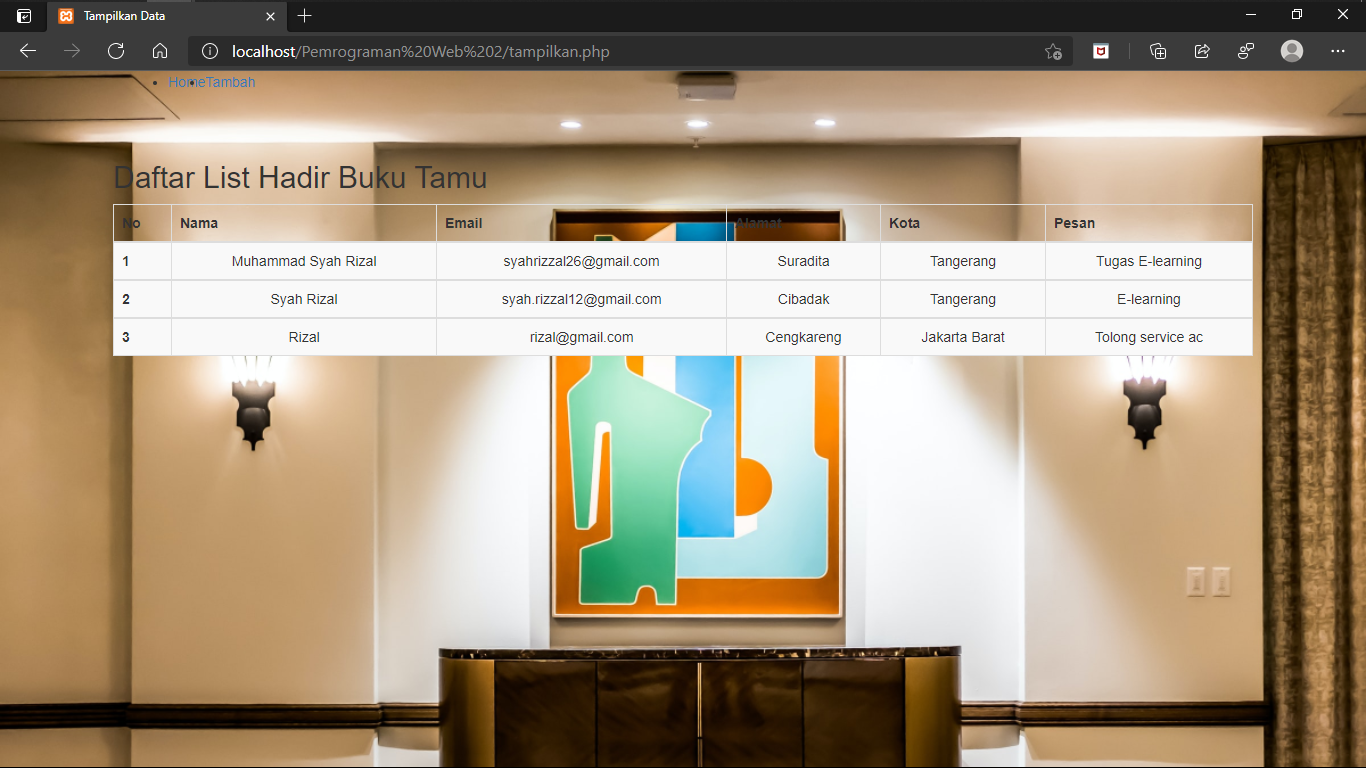 Tampilkan Data
localhost/Pemrograman%20Web%202/tampilkan.php
HomeTambah
Daftar List Hadir Buku Tamu
No Nama Email Alamat Kota Pesan
1 Muhammad Syah Rizal syahrizzal26@gmail.com Suradita Tangerang Tugas E-learning
2 Syah Rizal syah.rizzal12@gmail.com Cibadak Tangerang E-learning
3 Rizal rizal@gmail.com Cengkareng Jakarta Barat Tolong service ac